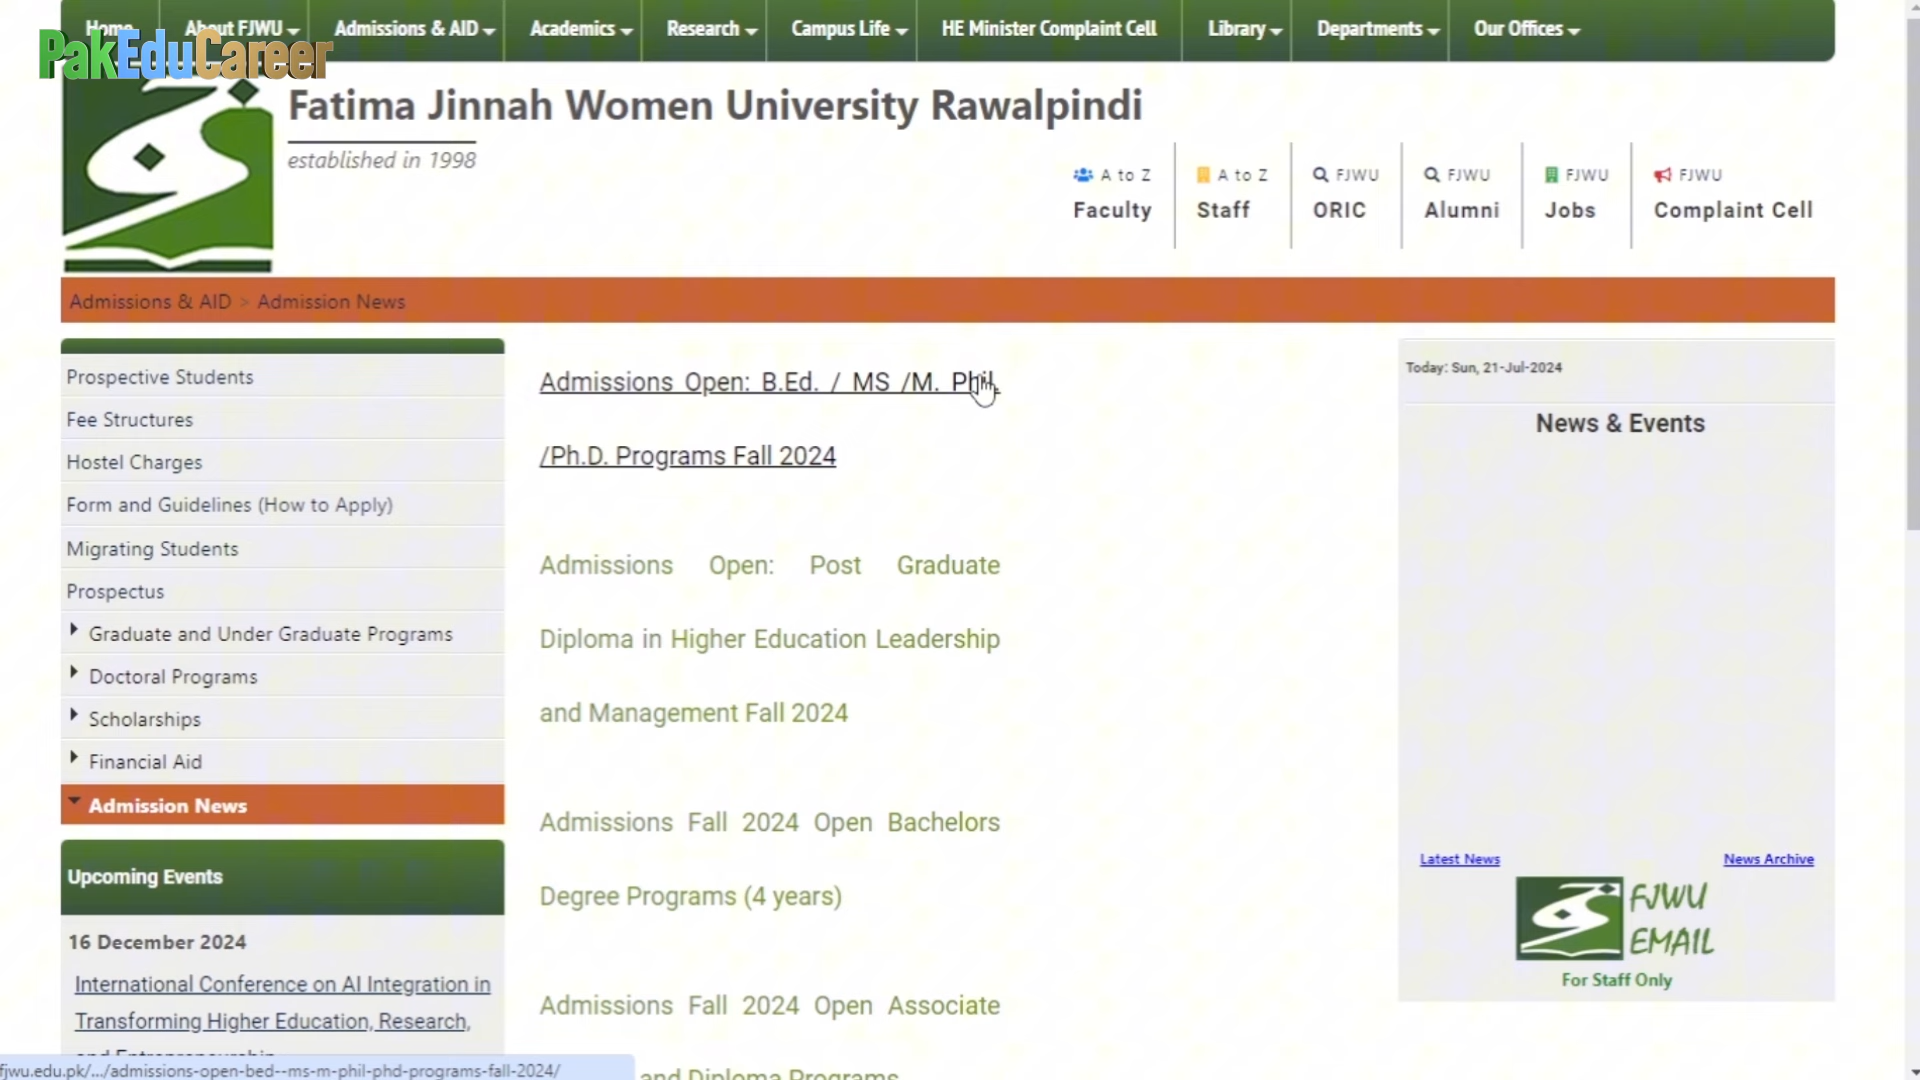 Home About FJWU Admissions & AID Academics Research Campus Life HE Minister Complaint Cell Library Departments Our Offices
PakEduCareer
Fatima Jinnah Women University Rawalpindi
established in 1998
A to Z
Faculty
A to Z
Staff
FJWU
ORIC
FJWU
Alumni
FJWU
Jobs
FJWU
Complaint Cell
Admissions & AID > Admission News
Prospective Students
Fee Structures
Hostel Charges
Form and Guidelines (How to Apply)
Migrating Students
Prospectus
Graduate and Under Graduate Programs
Doctoral Programs
Scholarships
Financial Aid
Admission News
Upcoming Events
16 December 2024
International Conference on AI Integration in
Transforming Higher Education, Research,
and Entrepreneurship
Admissions Open: B.Ed. / MS /M. Phil.
/Ph.D. Programs Fall 2024
Admissions Open: Post Graduate
Diploma in Higher Education Leadership
and Management Fall 2024
Admissions Fall 2024 Open Bachelors
Degree Programs (4 years)
Admissions Fall 2024 Open Associate
and Diploma Programs
Today: Sun, 21-Jul-2024
News & Events
Latest News News Archive
FJWU
EMAIL
For Staff Only
fjwu.edu.pk/.../admissions-open-bed--ms-m-phil-phd-programs-fall-2024/